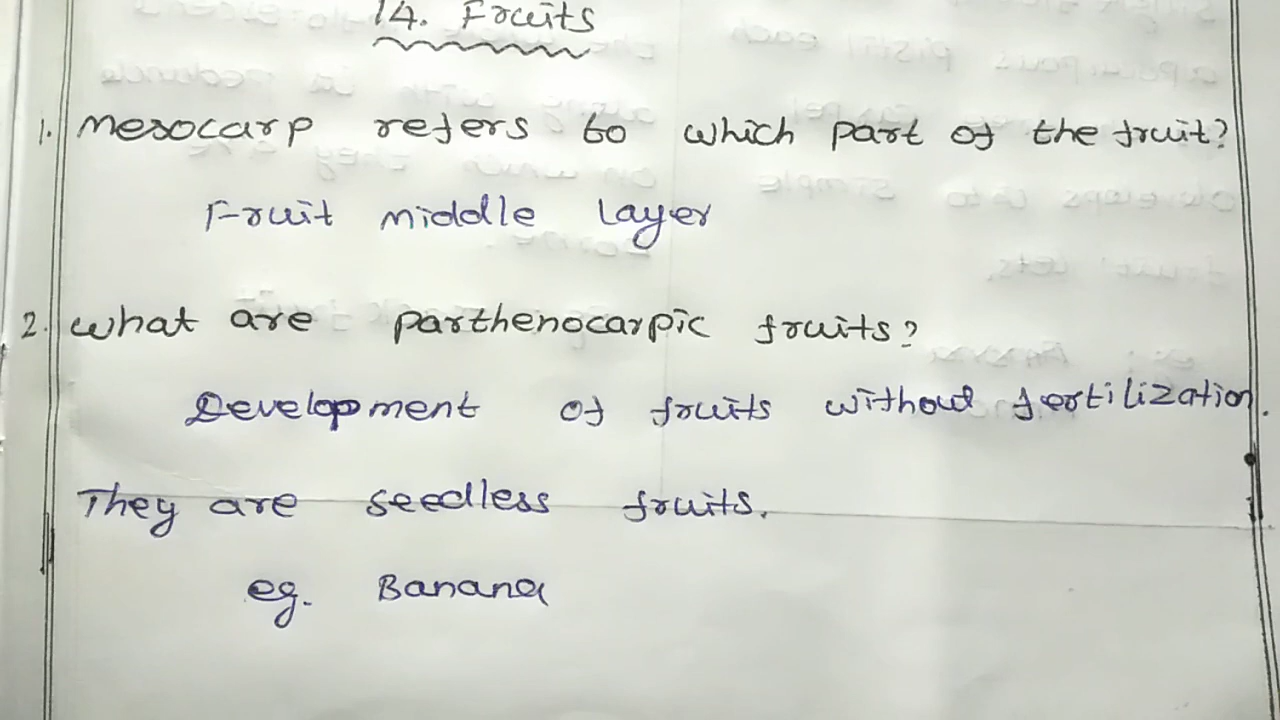 14. Fruits
1. Mesocarp refers to which part of the fruit?
Fruit middle layer
2. What are parthenocarpic fruits?
Development of fruits without fertilization.
They are seedless fruits.
eg. Banana